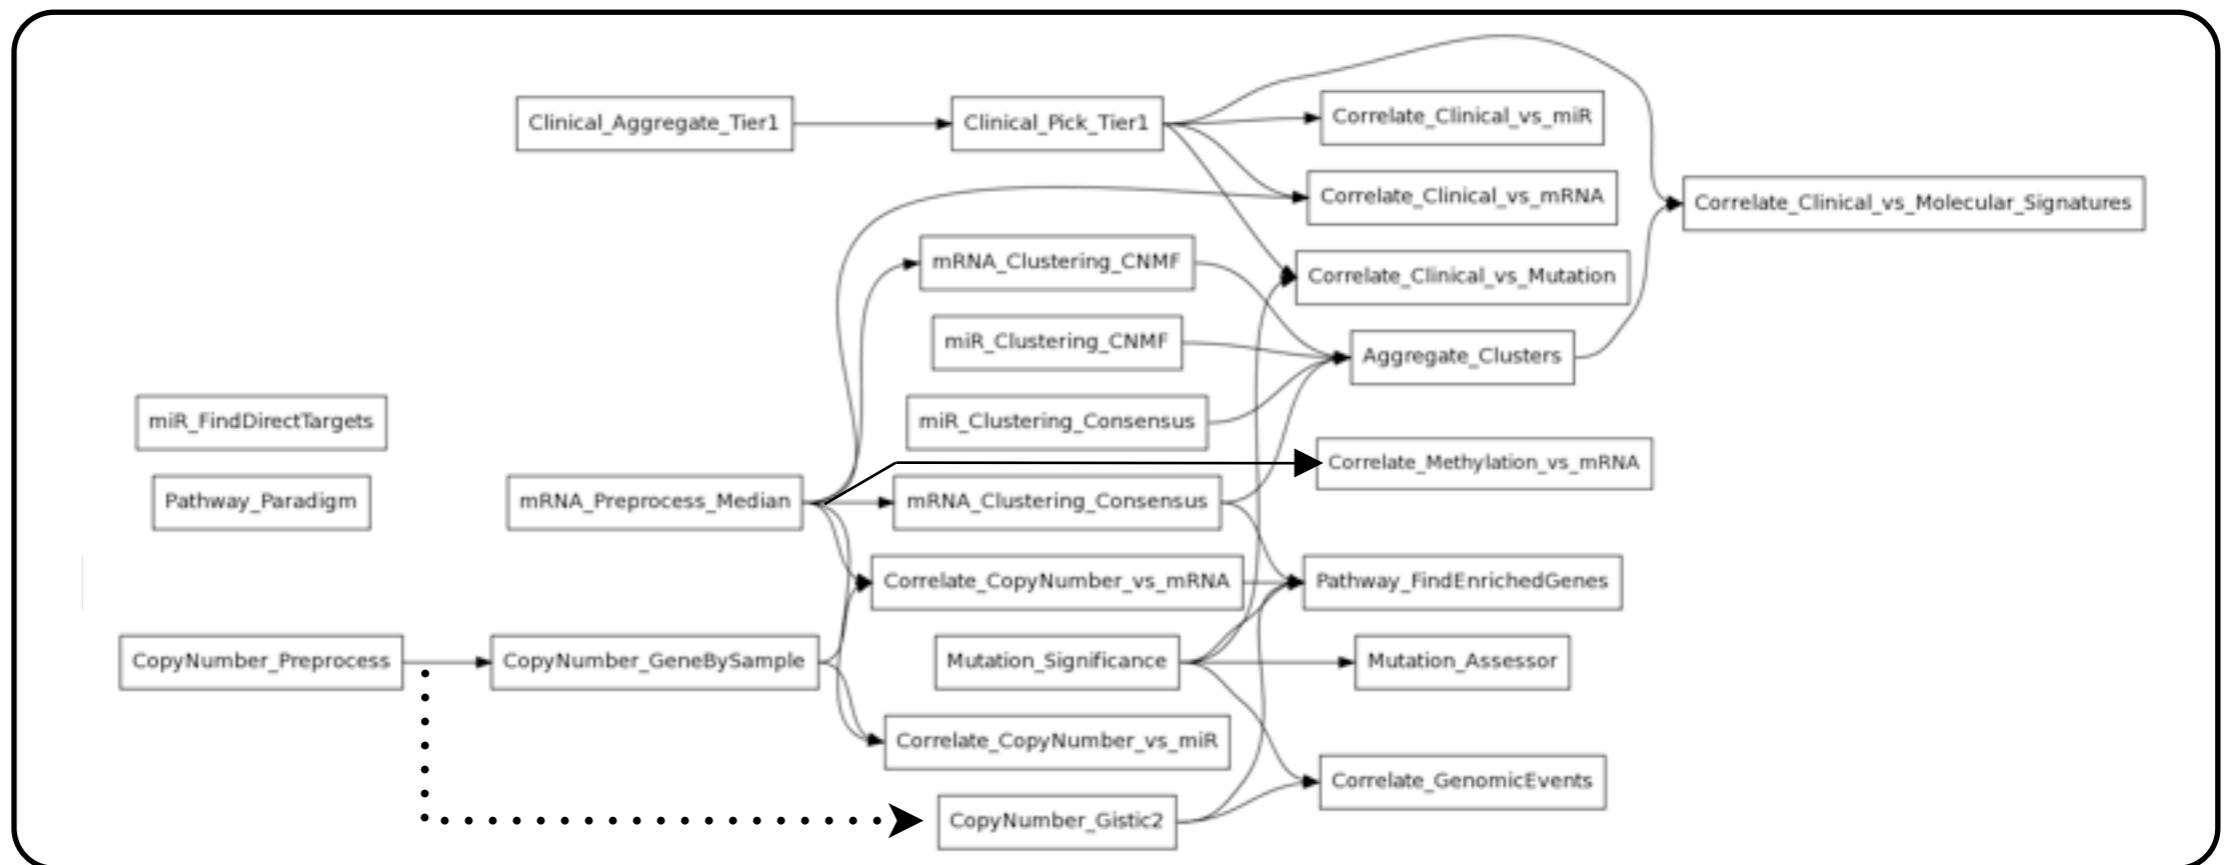 Clinical_Aggregate_Tier1
Clinical_Pick_Tier1
Correlate_Clinical_vs_miR
Correlate_Clinical_vs_mRNA
Correlate_Clinical_vs_Molecular_Signatures
mRNA_Clustering_CNMF
Correlate_Clinical_vs_Mutation
miR_Clustering_CNMF
Aggregate_Clusters
miR_FindDirectTargets
miR_Clustering_Consensus
Correlate_Methylation_vs_mRNA
Pathway_Paradigm
mRNA_Preprocess_Median
mRNA_Clustering_Consensus
Correlate_CopyNumber_vs_mRNA
Pathway_FindEnrichedGenes
CopyNumber_Preprocess
CopyNumber_GeneBySample
Mutation_Significance
Mutation_Assessor
Correlate_CopyNumber_vs_miR
Correlate_GenomicEvents
CopyNumber_Gistic2